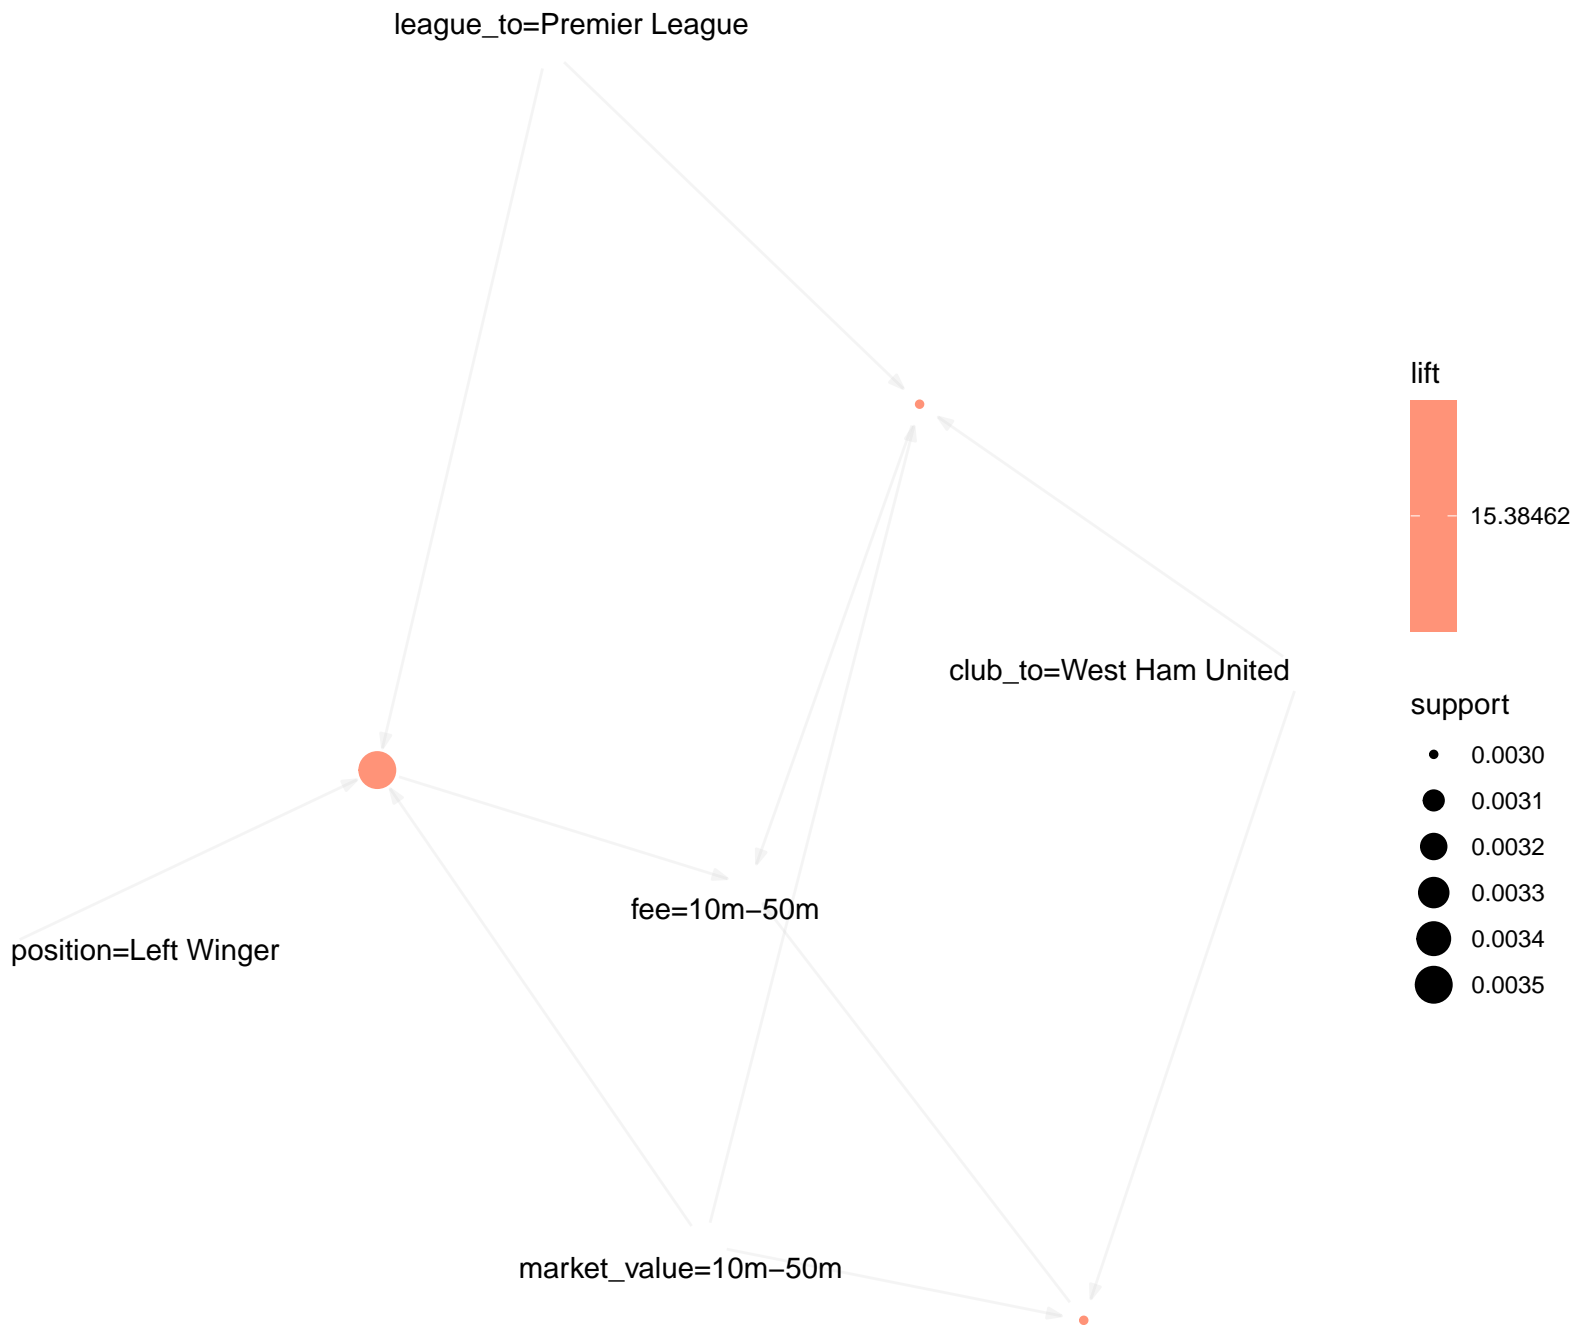 league_to=Premier League
lift
15.38462
club_to=West Ham United
support
0.0030
0.0031
0.0032
0.0033
0.0034
0.0035
fee=10m−50m
position=Left Winger
market_value=10m−50m